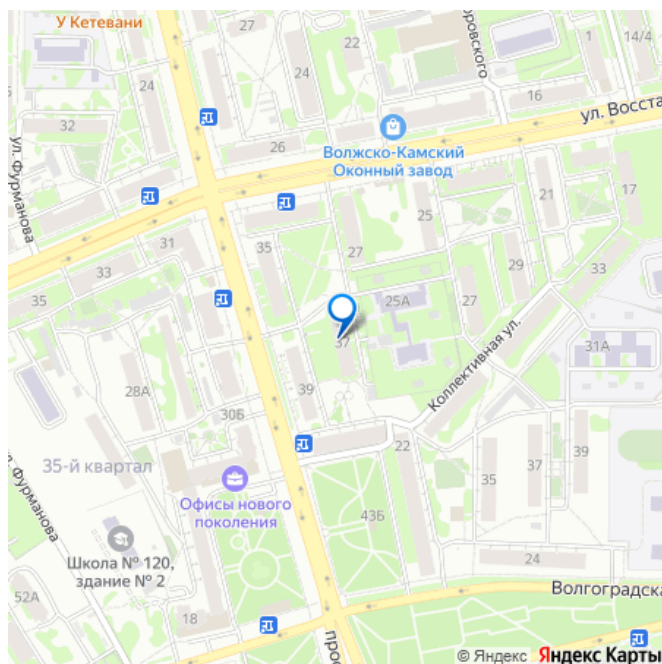 У Кетевани
27
22
24
24
оровского
1
14/4
16
ул. Восста
32
26
Волжско-Камский
Оконный завод
ул. Фурманова
31
33
35
35
27
25
21
17
29
33
25А
27
37
31А
Коллективная ул.
28А
39
30Б
35-й квартал
22
35
37
39
Офисы нового
поколения
43Б
л. Фурманова
Школа № 120,
здание № 2
24
52А
18
Волгоградска
прос
© Яндекс Яндекс Карты